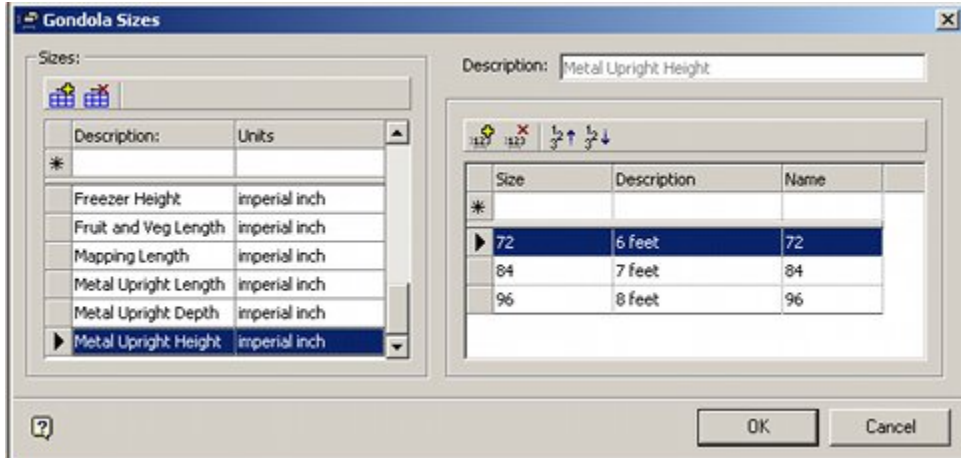 Gondola Sizes
Sizes:
Description: Units
Freezer Height imperial inch
Fruit and Veg Length imperial inch
Mapping Length imperial inch
Metal Upright Length imperial inch
Metal Upright Depth imperial inch
Metal Upright Height imperial inch
Description: Metal Upright Height
Size Description Name
72 6 feet 72
84 7 feet 84
96 8 feet 96
OK Cancel